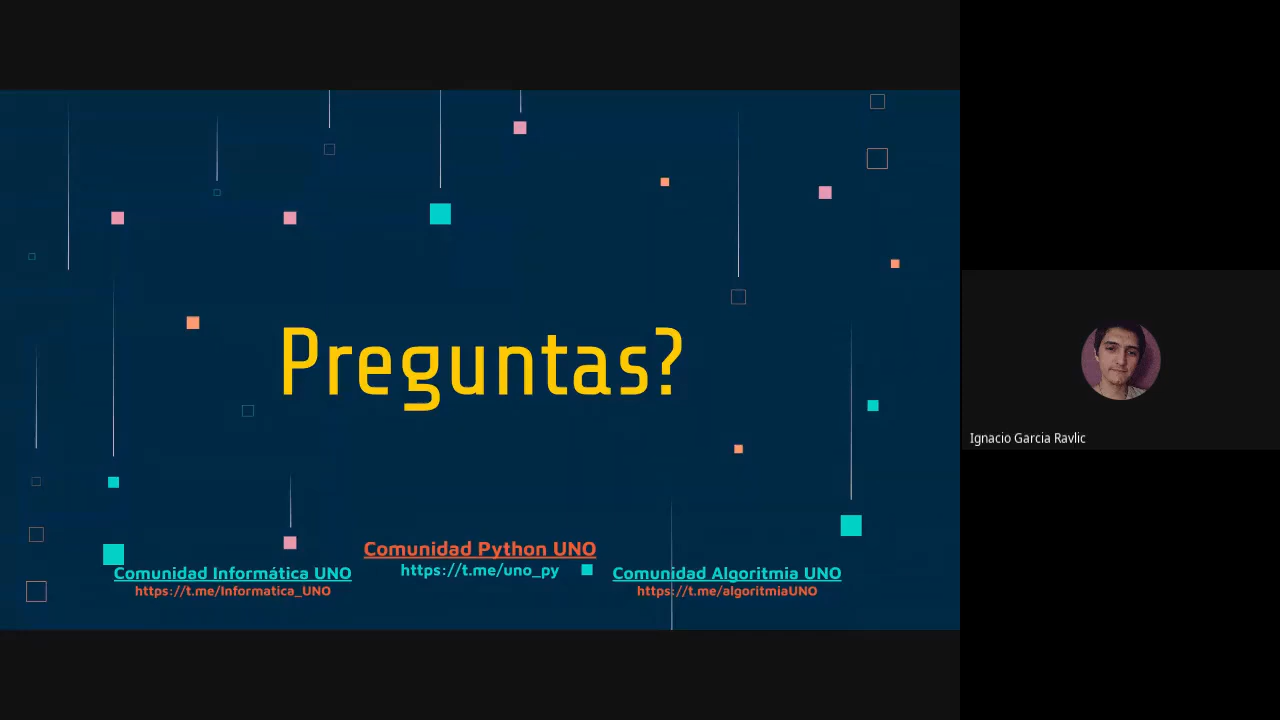 Preguntas?
Comunidad Python UNO
https://t.me/uno_py
Comunidad Informática UNO
https://t.me/Informatica_UNO
Comunidad Algoritmia UNO
https://t.me/algoritmiaUNO
Ignacio Garcia Ravlic